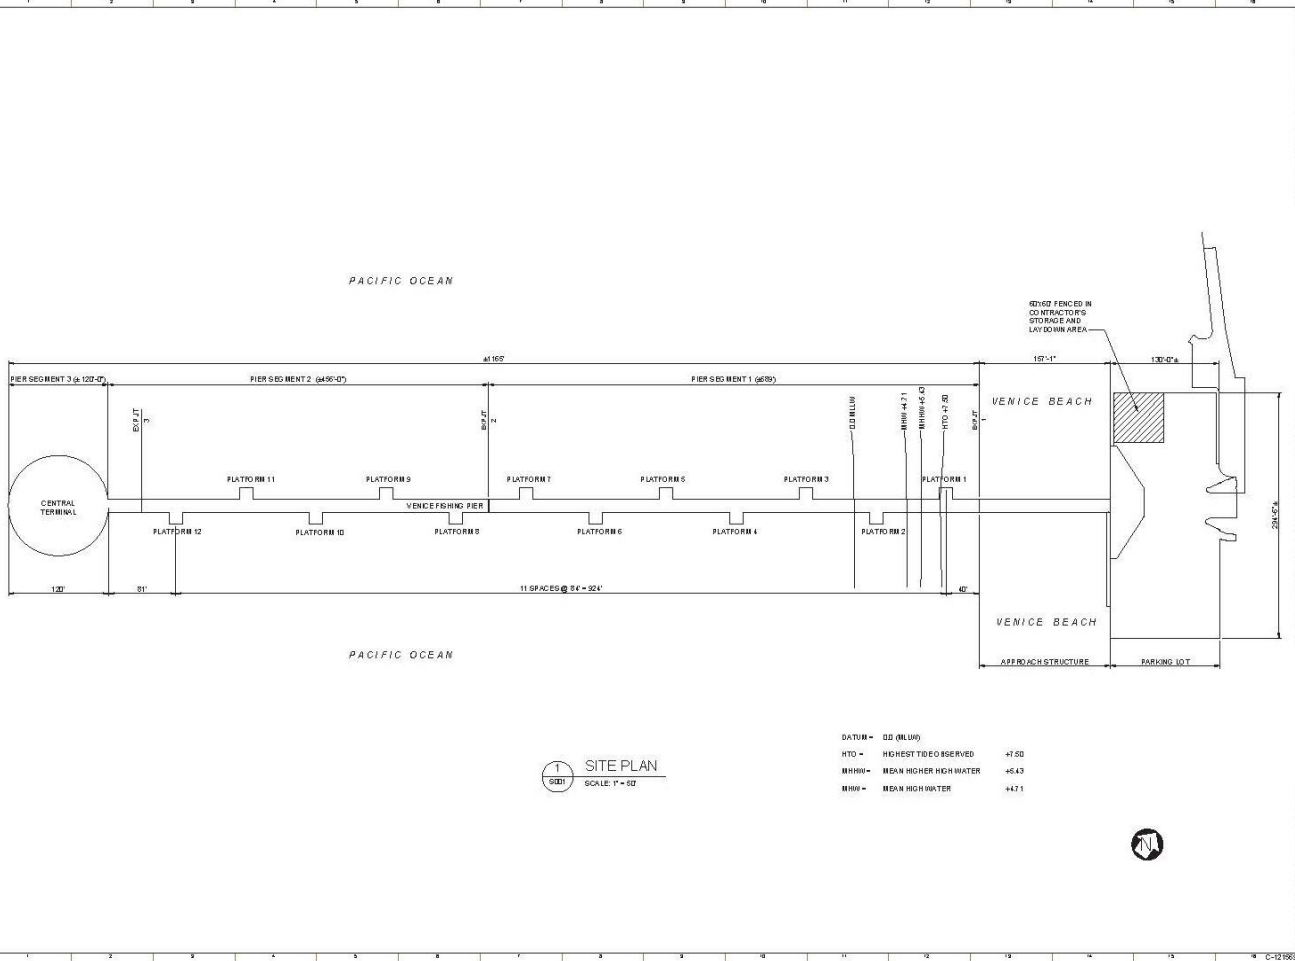 PACIFIC OCEAN
60'x60' FENCED IN
CONTRACTOR'S
STORAGE AND
LAYDOWN AREA
±1165'
157'-1"
130'-0"±
PIER SEGMENT 3 (± 120'-0")
PIER SEGMENT 2 (±456'-0")
PIER SEGMENT 1 (±589')
VENICE BEACH
EXP JT
3
EXP JT
2
0.0 MLLW
MHW +4.71
MHHW +5.43
HTO +7.50
EXP JT
1
PLATFORM 11
PLATFORM 9
PLATFORM 7
PLATFORM 5
PLATFORM 3
PLATFORM 1
CENTRAL
TERMINAL
VENICE FISHING PIER
294'-6"±
PLATFORM 12
PLATFORM 10
PLATFORM 8
PLATFORM 6
PLATFORM 4
PLATFORM 2
120'
81'
11 SPACES @ 84' = 924'
40'
VENICE BEACH
PACIFIC OCEAN
APPROACH STRUCTURE
PARKING LOT
DATUM = 0.0 (MLLW)
HTO = HIGHEST TIDE OBSERVED +7.50
MHHW = MEAN HIGHER HIGH WATER +5.43
MHW = MEAN HIGH WATER +4.71
1
S001
SITE PLAN
SCALE: 1" = 50'
N